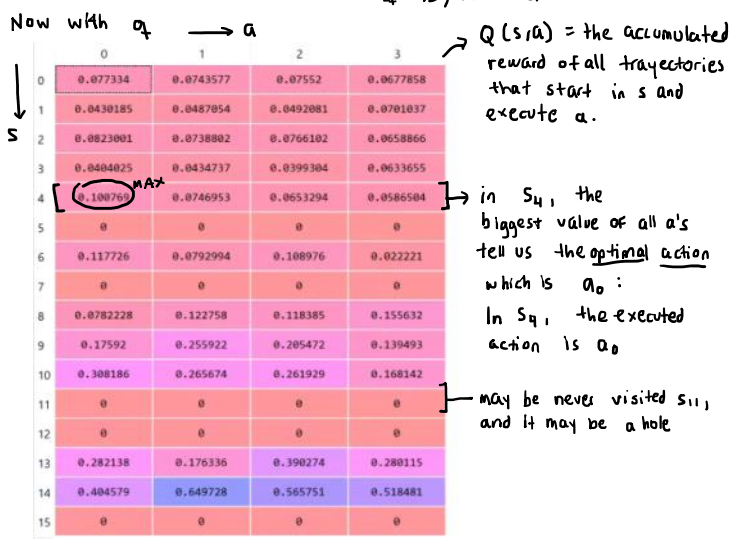 Now with q → a
0 1 2 3
0 0.077334 0.0743577 0.07552 0.0677858
1 0.0430185 0.0487054 0.0492081 0.0701037
S
2 0.0823001 0.0738802 0.0766102 0.0658866
3 0.0404025 0.0434737 0.0399304 0.0633655
MAX
4 0.100769 0.0746953 0.0653294 0.0586504
5 0 0 0 0
6 0.117726 0.0792994 0.108976 0.022221
7 0 0 0 0
8 0.0782228 0.122758 0.118385 0.155632
9 0.17592 0.255922 0.205472 0.139493
10 0.308186 0.265674 0.261929 0.168142
11 0 0 0 0
12 0 0 0 0
13 0.282138 0.176336 0.390274 0.280115
14 0.404579 0.649728 0.565751 0.518481
15 0 0 0 0
Q(s,a) = the accumulated
reward of all trayectories
that start in s and
execute a.
in S4, the
biggest value of all a's
tell us the optimal action
which is a0 :
In S4, the executed
action is a0
may be never visited S11,
and it may be a hole